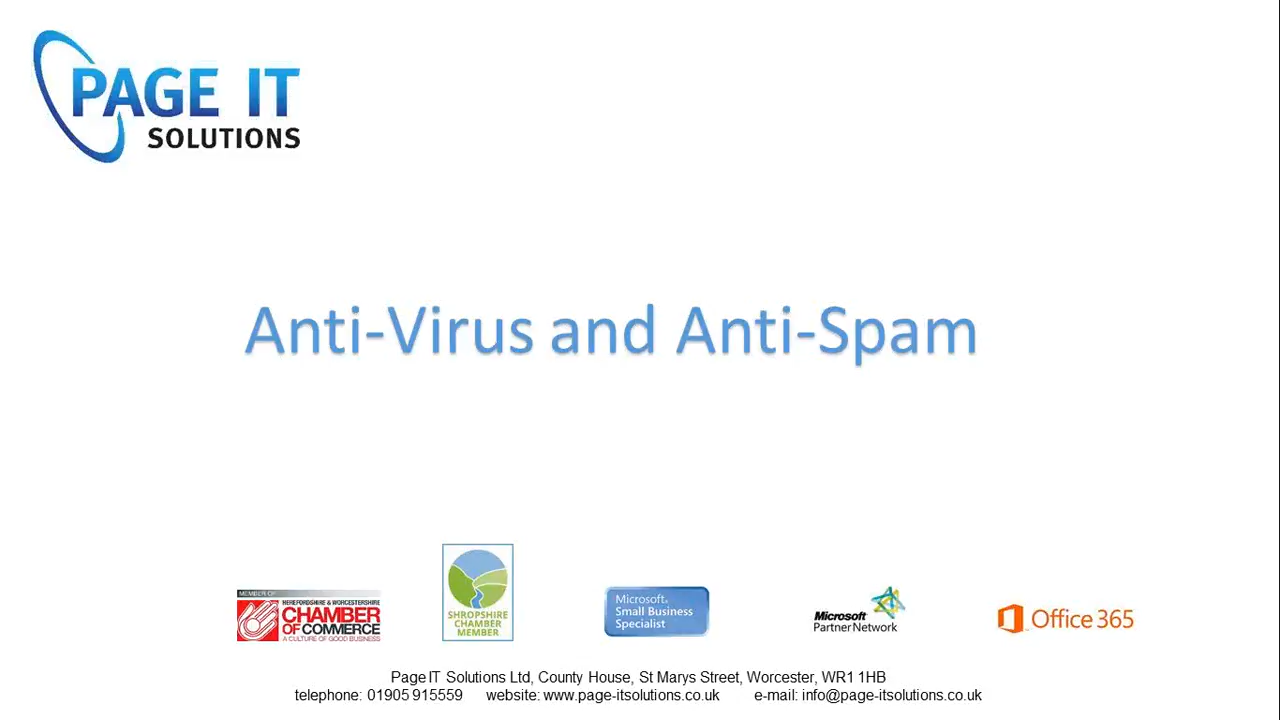 PAGE IT
SOLUTIONS
Anti-Virus and Anti-Spam
MEMBER OF
HEREFORDSHIRE & WORCESTERSHIRE
CHAMBER
OF COMMERCE
A CULTURE OF GOOD BUSINESS
SHROPSHIRE
CHAMBER
MEMBER
Microsoft
Small Business
Specialist
Microsoft
Partner Network
Office 365
Page IT Solutions Ltd, County House, St Marys Street, Worcester, WR1 1HB
telephone: 01905 915559 website: www.page-itsolutions.co.uk e-mail: info@page-itsolutions.co.uk